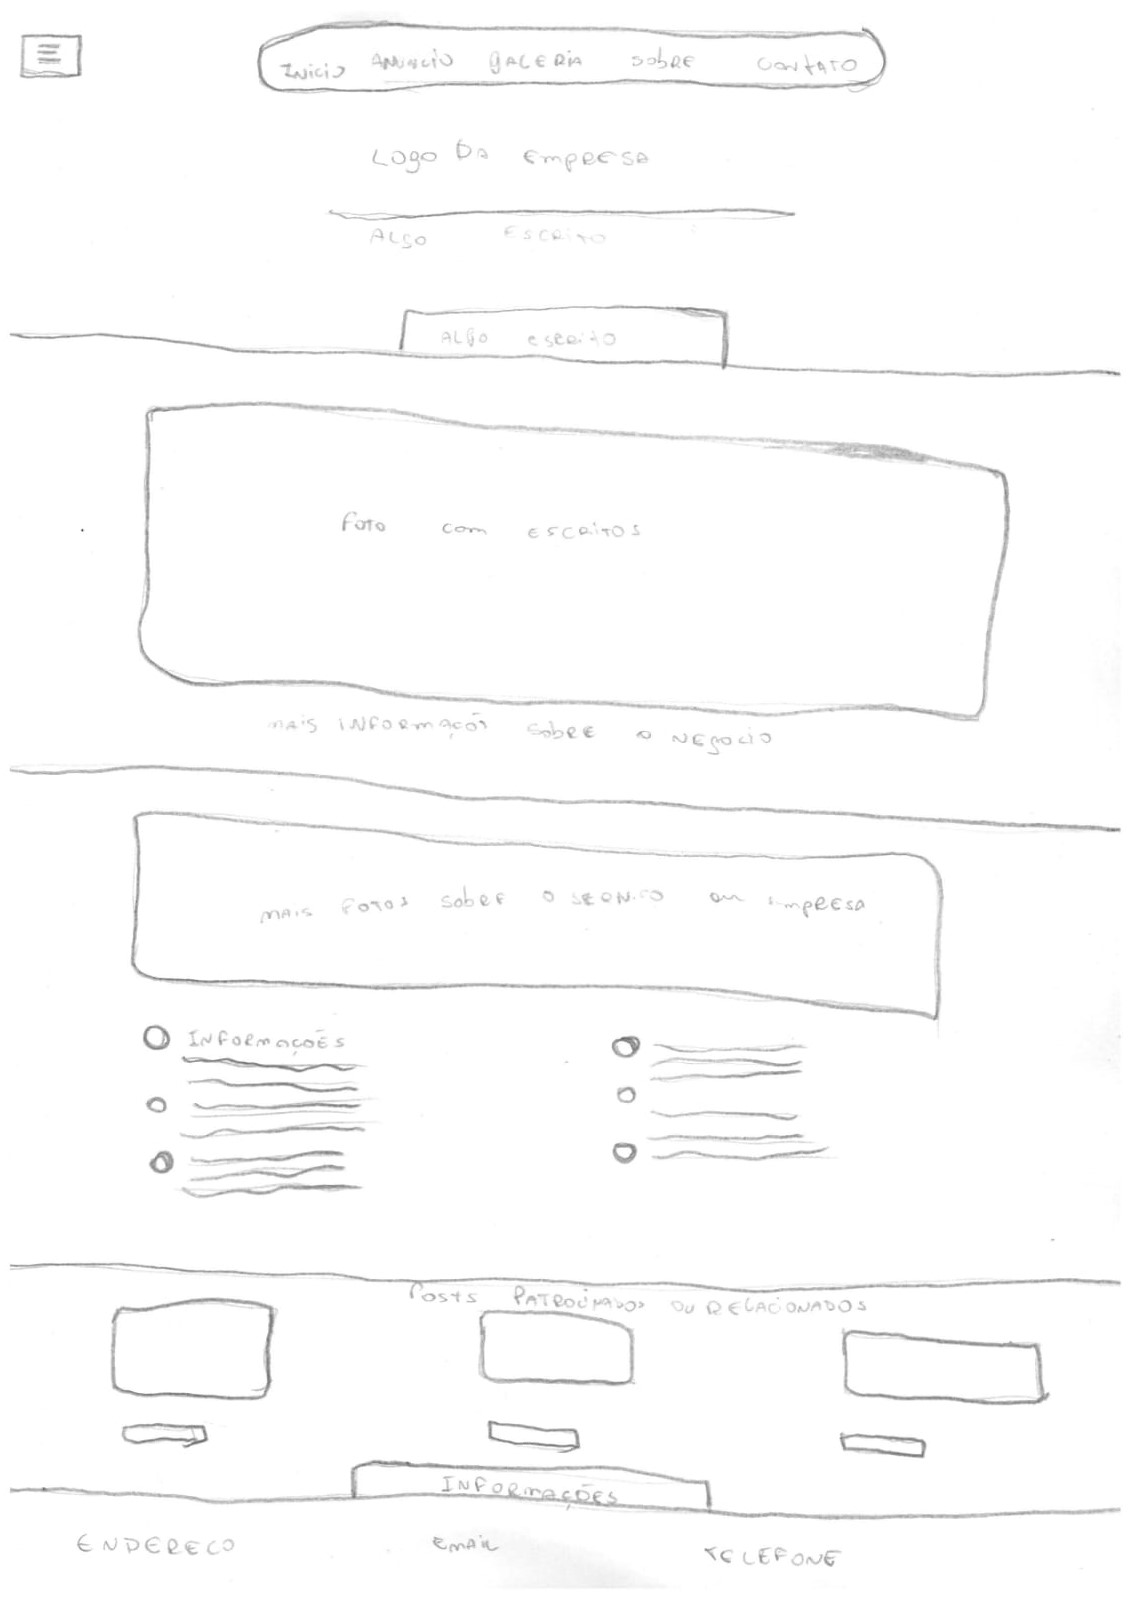 Inicio Anuncio galeria sobre contato
Logo Da Empresa
Algo Escrito
Algo escrito
foto com escritos
mais informaçõs sobre o negocio
mais fotos sobre o serviço ou empresa
Informações
Posts Patrocinados ou relacionados
Informações
Endereço email telefone